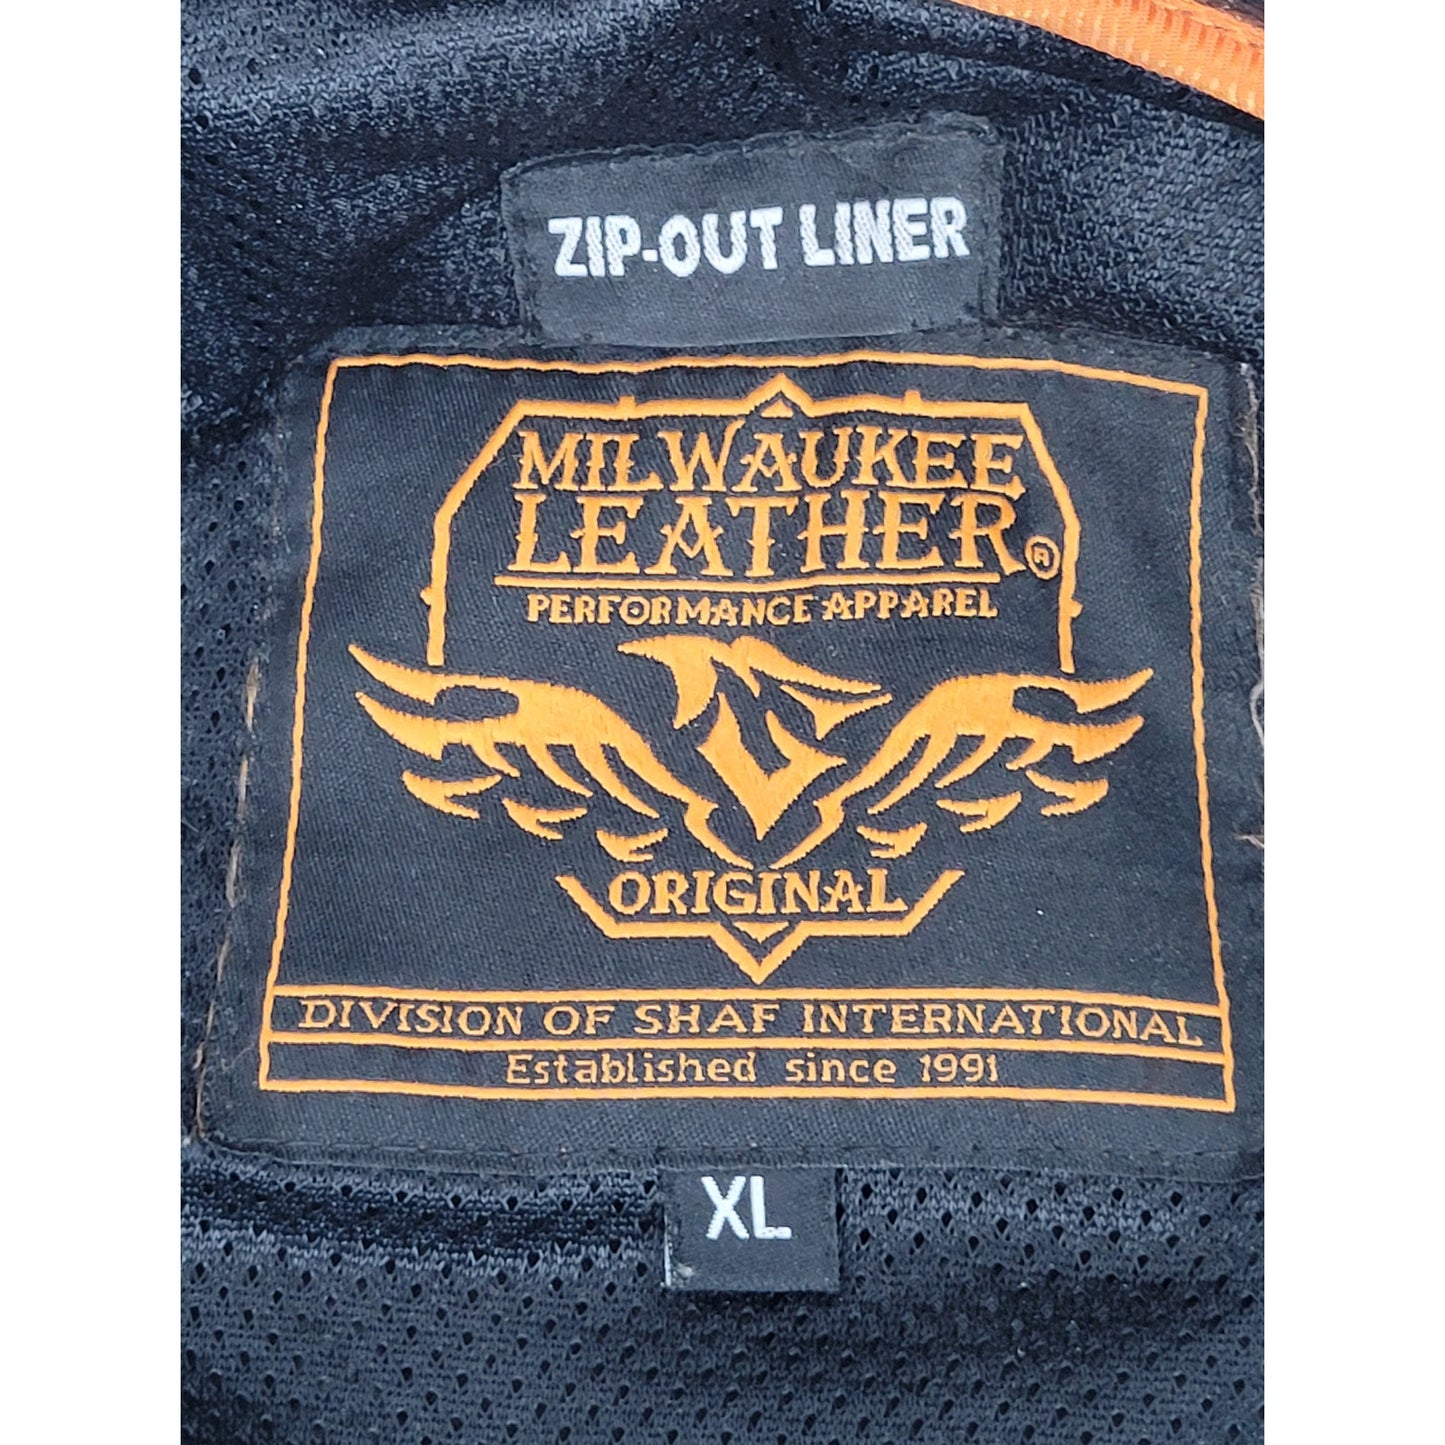 ZIP-OUT LINER
MILWAUKEE
LEATHER®
PERFORMANCE APPAREL
ORIGINAL
DIVISION OF SHAF INTERNATIONAL
Established since 1991
XL